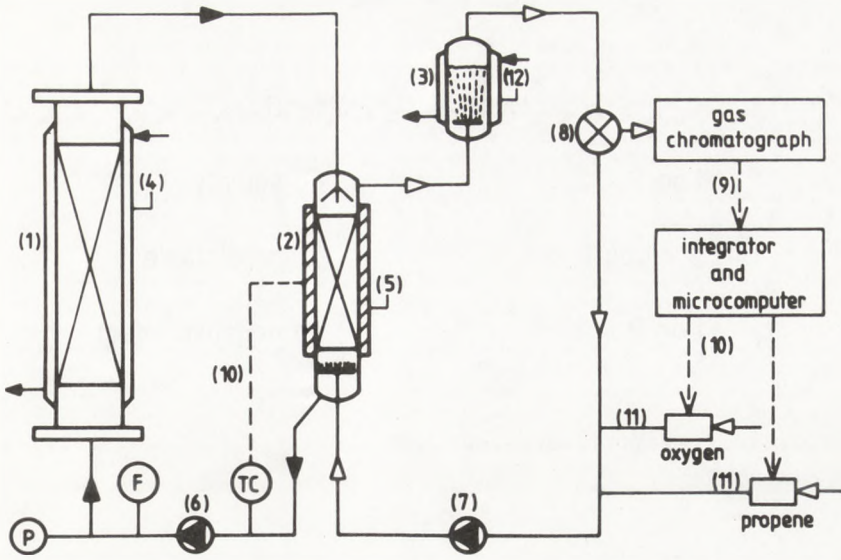 (3)
(12)
(8)
gas
chromatograph
(4)
(9)
(1)
(2)
integrator
and
microcomputer
(5)
(10)
(10)
(11)
oxygen
F
(6)
TC
(7)
(11)
P
propene